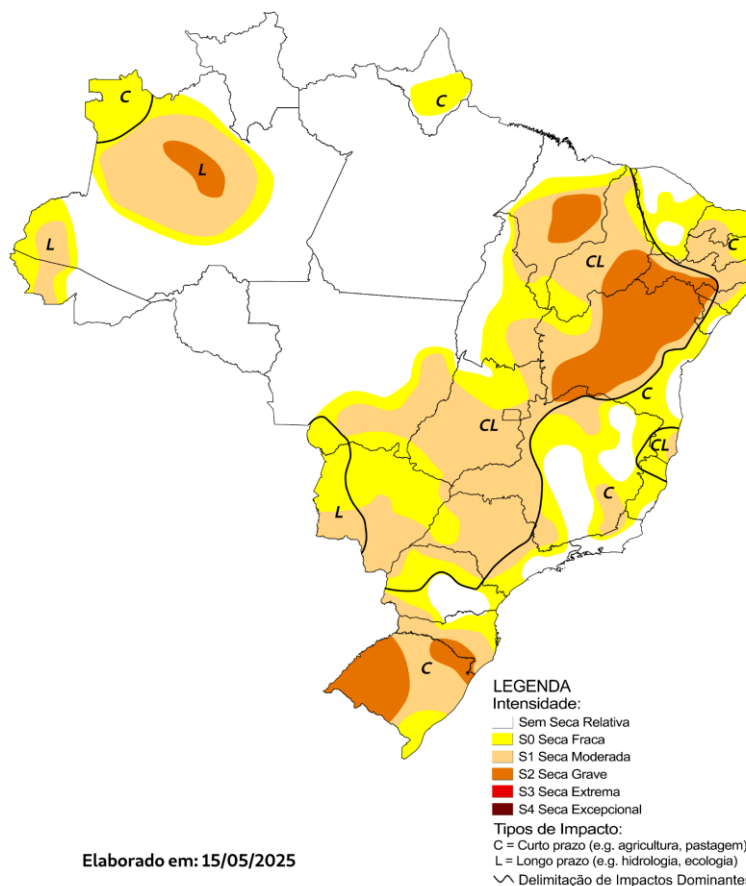 C
C
L
L
C
CL
CL
C
CL
L
C
C
LEGENDA
Intensidade:
Sem Seca Relativa
S0 Seca Fraca
S1 Seca Moderada
S2 Seca Grave
S3 Seca Extrema
S4 Seca Excepcional
Tipos de Impacto:
C = Curto prazo (e.g. agricultura, pastagem)
L = Longo prazo (e.g. hidrologia, ecologia)
Delimitação de Impactos Dominantes
Elaborado em: 15/05/2025